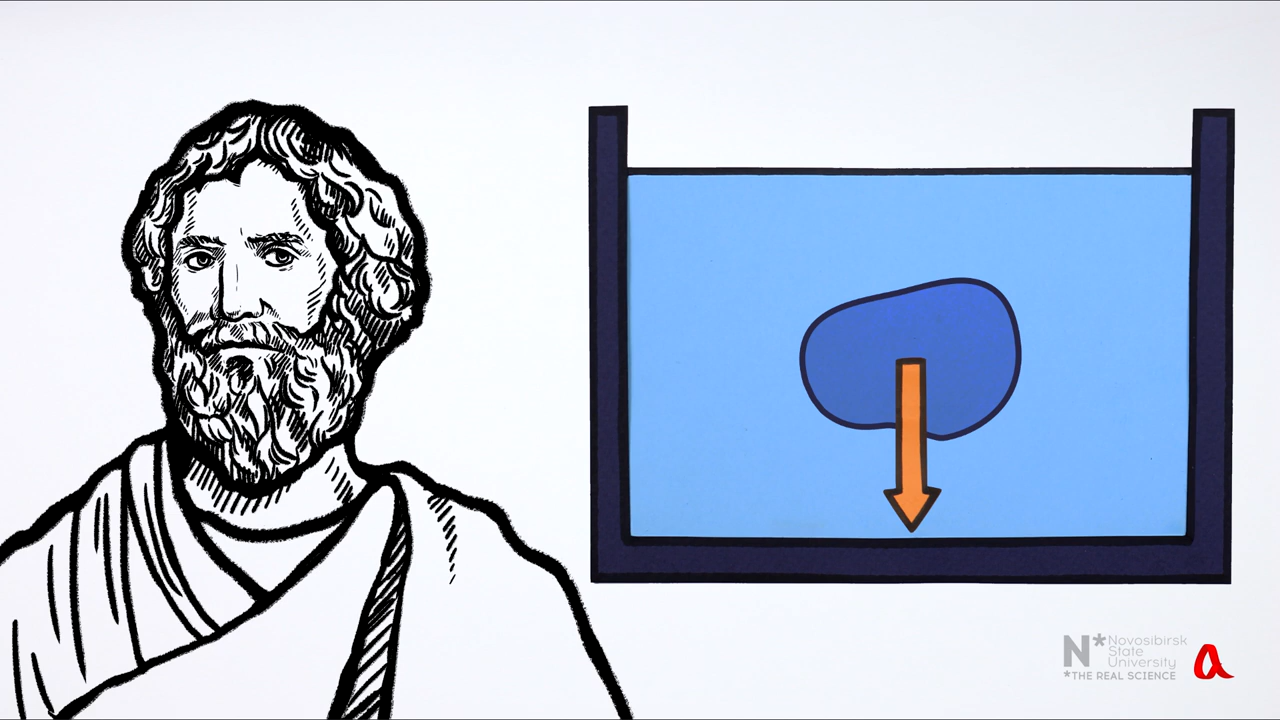 N*
Novosibirsk
State
University
*THE REAL SCIENCE
a